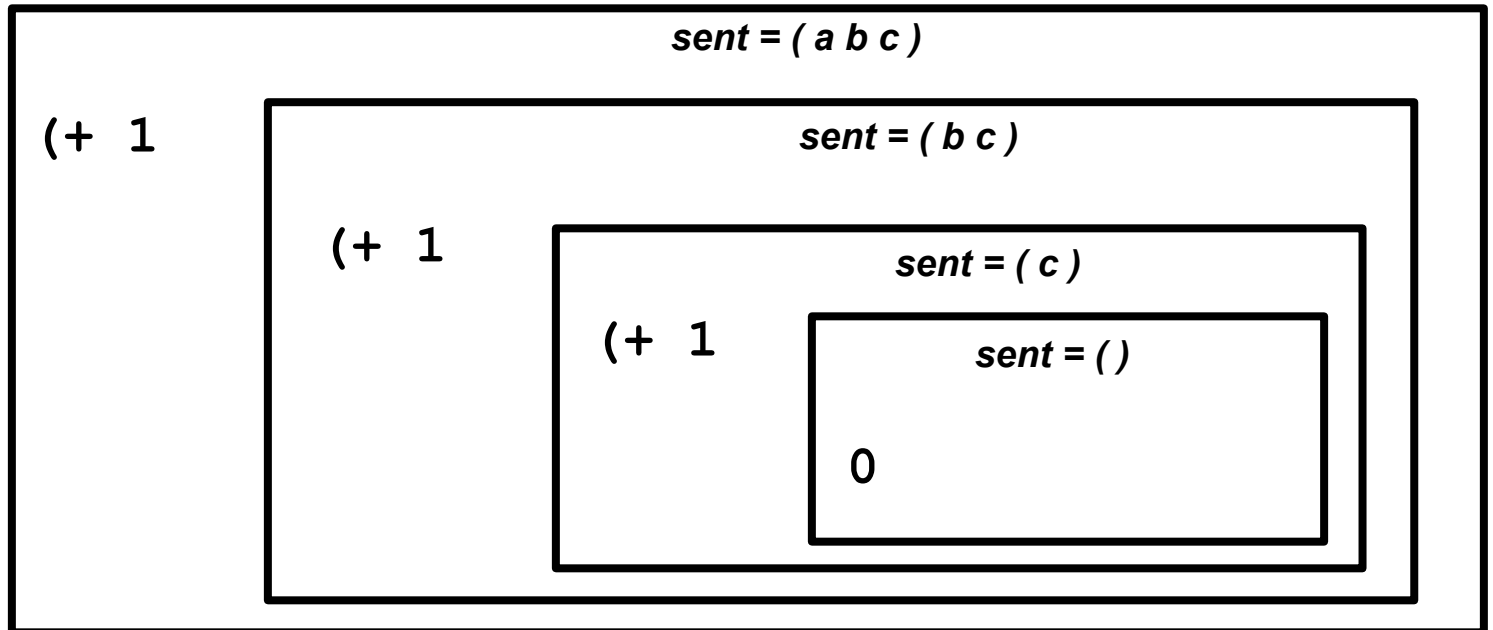 sent = ( a b c )
(+ 1
sent = ( b c )
(+ 1
sent = ( c )
(+ 1
sent = ( )
0